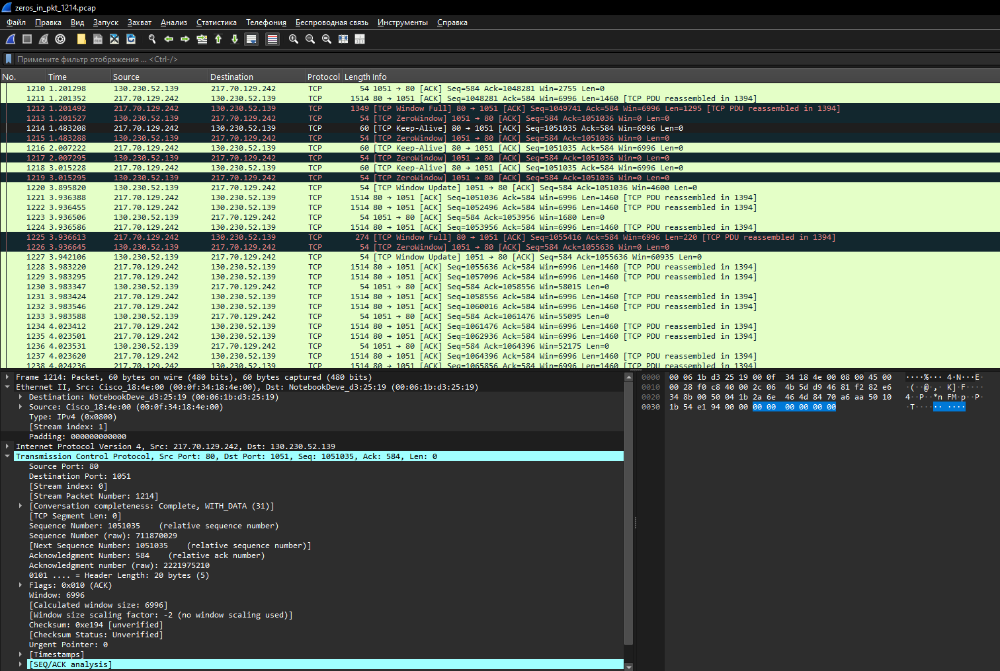 zeros_in_pkt_1214.pcap
Файл Правка Вид Запуск Захват Анализ Статистика Телефония Беспроводная связь Инструменты Справка
Примените фильтр отображения ... <Ctrl-/>
No. Time Source Destination Protocol Length Info
1210 1.201298 130.230.52.139 217.70.129.242 TCP 54 1051 → 80 [ACK] Seq=584 Ack=1048281 Win=2755 Len=0
1211 1.201352 217.70.129.242 130.230.52.139 TCP 1514 80 → 1051 [ACK] Seq=1048281 Ack=584 Win=6996 Len=1460 [TCP PDU reassembled in 1394]
1212 1.201492 217.70.129.242 130.230.52.139 TCP 1349 [TCP Window Full] 80 → 1051 [ACK] Seq=1049741 Ack=584 Win=6996 Len=1295 [TCP PDU reassembled in 1394]
1213 1.201527 130.230.52.139 217.70.129.242 TCP 54 [TCP ZeroWindow] 1051 → 80 [ACK] Seq=584 Ack=1051036 Win=0 Len=0
1214 1.483208 217.70.129.242 130.230.52.139 TCP 60 [TCP Keep-Alive] 80 → 1051 [ACK] Seq=1051035 Ack=584 Win=6996 Len=0
1215 1.483288 130.230.52.139 217.70.129.242 TCP 54 [TCP ZeroWindow] 1051 → 80 [ACK] Seq=584 Ack=1051036 Win=0 Len=0
1216 2.007222 217.70.129.242 130.230.52.139 TCP 60 [TCP Keep-Alive] 80 → 1051 [ACK] Seq=1051035 Ack=584 Win=6996 Len=0
1217 2.007295 130.230.52.139 217.70.129.242 TCP 54 [TCP ZeroWindow] 1051 → 80 [ACK] Seq=584 Ack=1051036 Win=0 Len=0
1218 3.015228 217.70.129.242 130.230.52.139 TCP 60 [TCP Keep-Alive] 80 → 1051 [ACK] Seq=1051035 Ack=584 Win=6996 Len=0
1219 3.015295 130.230.52.139 217.70.129.242 TCP 54 [TCP ZeroWindow] 1051 → 80 [ACK] Seq=584 Ack=1051036 Win=0 Len=0
1220 3.895820 130.230.52.139 217.70.129.242 TCP 54 [TCP Window Update] 1051 → 80 [ACK] Seq=584 Ack=1051036 Win=4600 Len=0
1221 3.936388 217.70.129.242 130.230.52.139 TCP 1514 80 → 1051 [ACK] Seq=1051036 Ack=584 Win=6996 Len=1460 [TCP PDU reassembled in 1394]
1222 3.936455 217.70.129.242 130.230.52.139 TCP 1514 80 → 1051 [ACK] Seq=1052496 Ack=584 Win=6996 Len=1460 [TCP PDU reassembled in 1394]
1223 3.936506 130.230.52.139 217.70.129.242 TCP 54 1051 → 80 [ACK] Seq=584 Ack=1053956 Win=1680 Len=0
1224 3.936586 217.70.129.242 130.230.52.139 TCP 1514 80 → 1051 [ACK] Seq=1053956 Ack=584 Win=6996 Len=1460 [TCP PDU reassembled in 1394]
1225 3.936613 217.70.129.242 130.230.52.139 TCP 274 [TCP Window Full] 80 → 1051 [ACK] Seq=1055416 Ack=584 Win=6996 Len=220 [TCP PDU reassembled in 1394]
1226 3.936645 130.230.52.139 217.70.129.242 TCP 54 [TCP ZeroWindow] 1051 → 80 [ACK] Seq=584 Ack=1055636 Win=0 Len=0
1227 3.942106 130.230.52.139 217.70.129.242 TCP 54 [TCP Window Update] 1051 → 80 [ACK] Seq=584 Ack=1055636 Win=60935 Len=0
1228 3.983220 217.70.129.242 130.230.52.139 TCP 1514 80 → 1051 [ACK] Seq=1055636 Ack=584 Win=6996 Len=1460 [TCP PDU reassembled in 1394]
1229 3.983295 217.70.129.242 130.230.52.139 TCP 1514 80 → 1051 [ACK] Seq=1057096 Ack=584 Win=6996 Len=1460 [TCP PDU reassembled in 1394]
1230 3.983347 130.230.52.139 217.70.129.242 TCP 54 1051 → 80 [ACK] Seq=584 Ack=1058556 Win=58015 Len=0
1231 3.983424 217.70.129.242 130.230.52.139 TCP 1514 80 → 1051 [ACK] Seq=1058556 Ack=584 Win=6996 Len=1460 [TCP PDU reassembled in 1394]
1232 3.983546 217.70.129.242 130.230.52.139 TCP 1514 80 → 1051 [ACK] Seq=1060016 Ack=584 Win=6996 Len=1460 [TCP PDU reassembled in 1394]
1233 3.983588 130.230.52.139 217.70.129.242 TCP 54 1051 → 80 [ACK] Seq=584 Ack=1061476 Win=55095 Len=0
1234 4.023412 217.70.129.242 130.230.52.139 TCP 1514 80 → 1051 [ACK] Seq=1061476 Ack=584 Win=6996 Len=1460 [TCP PDU reassembled in 1394]
1235 4.023501 217.70.129.242 130.230.52.139 TCP 1514 80 → 1051 [ACK] Seq=1062936 Ack=584 Win=6996 Len=1460 [TCP PDU reassembled in 1394]
1236 4.023531 130.230.52.139 217.70.129.242 TCP 54 1051 → 80 [ACK] Seq=584 Ack=1064396 Win=52175 Len=0
1237 4.023620 217.70.129.242 130.230.52.139 TCP 1514 80 → 1051 [ACK] Seq=1064396 Ack=584 Win=6996 Len=1460 [TCP PDU reassembled in 1394]
1238 4.024236 217.70.129.242 130.230.52.139 TCP 1514 80 → 1051 [ACK] Seq=1065856 Ack=584 Win=6996 Len=1460 [TCP PDU reassembled in 1394]
Frame 1214: Packet, 60 bytes on wire (480 bits), 60 bytes captured (480 bits)
Ethernet II, Src: Cisco_18:4e:00 (00:0f:34:18:4e:00), Dst: NotebookDeve_d3:25:19 (00:06:1b:d3:25:19)
Destination: NotebookDeve_d3:25:19 (00:06:1b:d3:25:19)
Source: Cisco_18:4e:00 (00:0f:34:18:4e:00)
Type: IPv4 (0x0800)
[Stream index: 1]
Padding: 000000000000
Internet Protocol Version 4, Src: 217.70.129.242, Dst: 130.230.52.139
Transmission Control Protocol, Src Port: 80, Dst Port: 1051, Seq: 1051035, Ack: 584, Len: 0
Source Port: 80
Destination Port: 1051
[Stream index: 0]
[Stream Packet Number: 1214]
[Conversation completeness: Complete, WITH_DATA (31)]
[TCP Segment Len: 0]
Sequence Number: 1051035 (relative sequence number)
Sequence Number (raw): 711870029
[Next Sequence Number: 1051035 (relative sequence number)]
Acknowledgment Number: 584 (relative ack number)
Acknowledgment number (raw): 2221975210
0101 .... = Header Length: 20 bytes (5)
Flags: 0x010 (ACK)
Window: 6996
[Calculated window size: 6996]
[Window size scaling factor: -2 (no window scaling used)]
Checksum: 0xe194 [unverified]
[Checksum Status: Unverified]
Urgent Pointer: 0
[Timestamps]
[SEQ/ACK analysis]
0000 00 06 1b d3 25 19 00 0f 34 18 4e 00 08 00 45 00 ····%··· 4·N···E·
0010 00 28 f0 c8 40 00 2c 06 4b 5d d9 46 81 f2 82 e6 ·(··@·,· K]·F····
0020 34 8b 00 50 04 1b 2a 6e 46 4d 84 70 a6 aa 50 10 4··P··*n FM·p··P·
0030 1b 54 e1 94 00 00 00 00 00 00 00 00 ·T······ ····